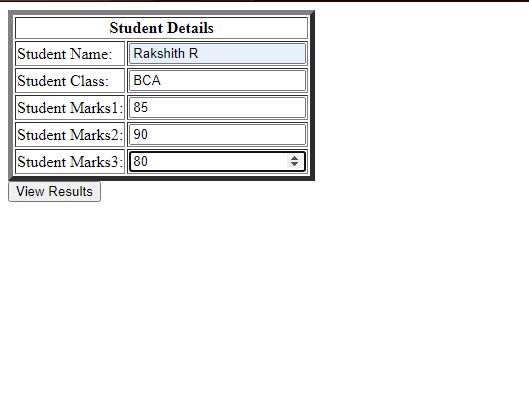 Student Details
Student Name: Rakshith R
Student Class: BCA
Student Marks1: 85
Student Marks2: 90
Student Marks3: 80
View Results